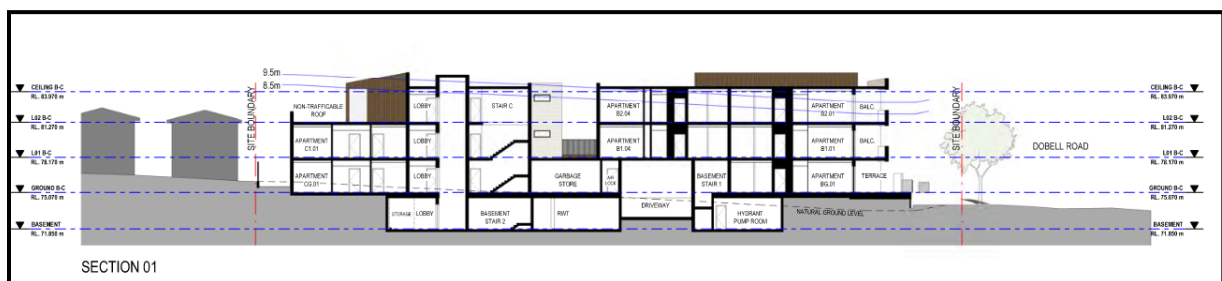 9.5m
8.5m
CEILING B-C
RL. 83.970 m
CEILING B-C
RL. 83.970 m
NON-TRAFFICABLE
ROOF
LOBBY
STAIR C
APARTMENT
B2.04
APARTMENT
B2.01
BALC.
L02 B-C
RL. 81.270 m
L02 B-C
RL. 81.270 m
SITE BOUNDARY
SITE BOUNDARY
APARTMENT
C1.01
LOBBY
APARTMENT
B1.04
APARTMENT
B1.01
BALC.
DOBELL ROAD
L01 B-C
RL. 78.170 m
L01 B-C
RL. 78.170 m
APARTMENT
CG.01
LOBBY
GARBAGE
STORE
AIR
LOCK
BASEMENT
STAIR 1
APARTMENT
BG.01
TERRACE
GROUND B-C
RL. 75.070 m
GROUND B-C
RL. 75.070 m
STORAGE
LOBBY
BASEMENT
STAIR 2
RWT
DRIVEWAY
HYDRANT
PUMP ROOM
NATURAL GROUND LEVEL
BASEMENT
RL. 71.850 m
BASEMENT
RL. 71.850 m
SECTION 01